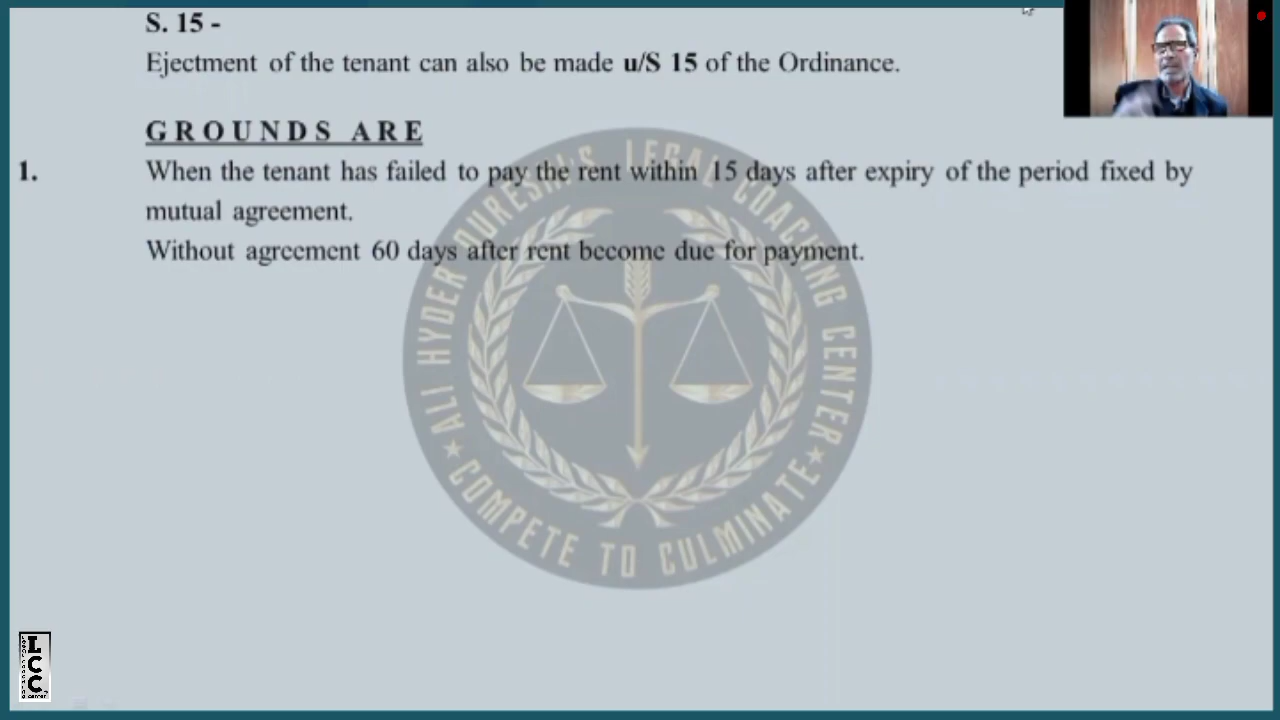 S. 15 -
Ejectment of the tenant can also be made u/S 15 of the Ordinance.
GROUNDS ARE
1. When the tenant has failed to pay the rent within 15 days after expiry of the period fixed by
mutual agreement.
Without agreement 60 days after rent become due for payment.
ALI HYDER QURESHI'S LEGAL COACHING CENTER
★ COMPETE TO CULMINATE ★
LCC